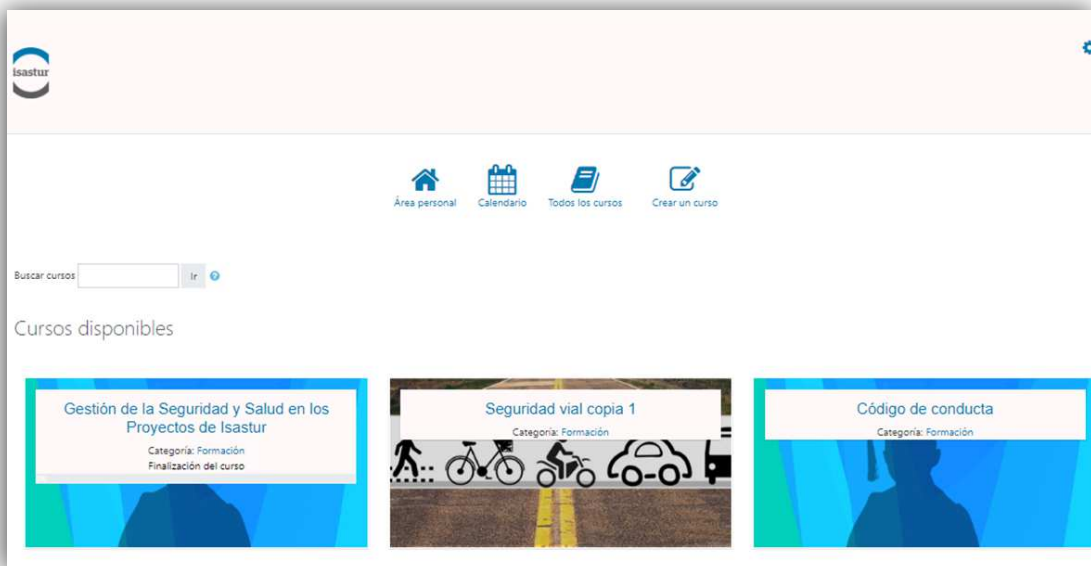 isastur
Área personal
Calendario
Todos los cursos
Crear un curso
Buscar cursos
Ir
Cursos disponibles
Gestión de la Seguridad y Salud en los
Proyectos de Isastur
Categoría: Formación
Finalización del curso
Seguridad vial copia 1
Categoría: Formación
Código de conducta
Categoría: Formación